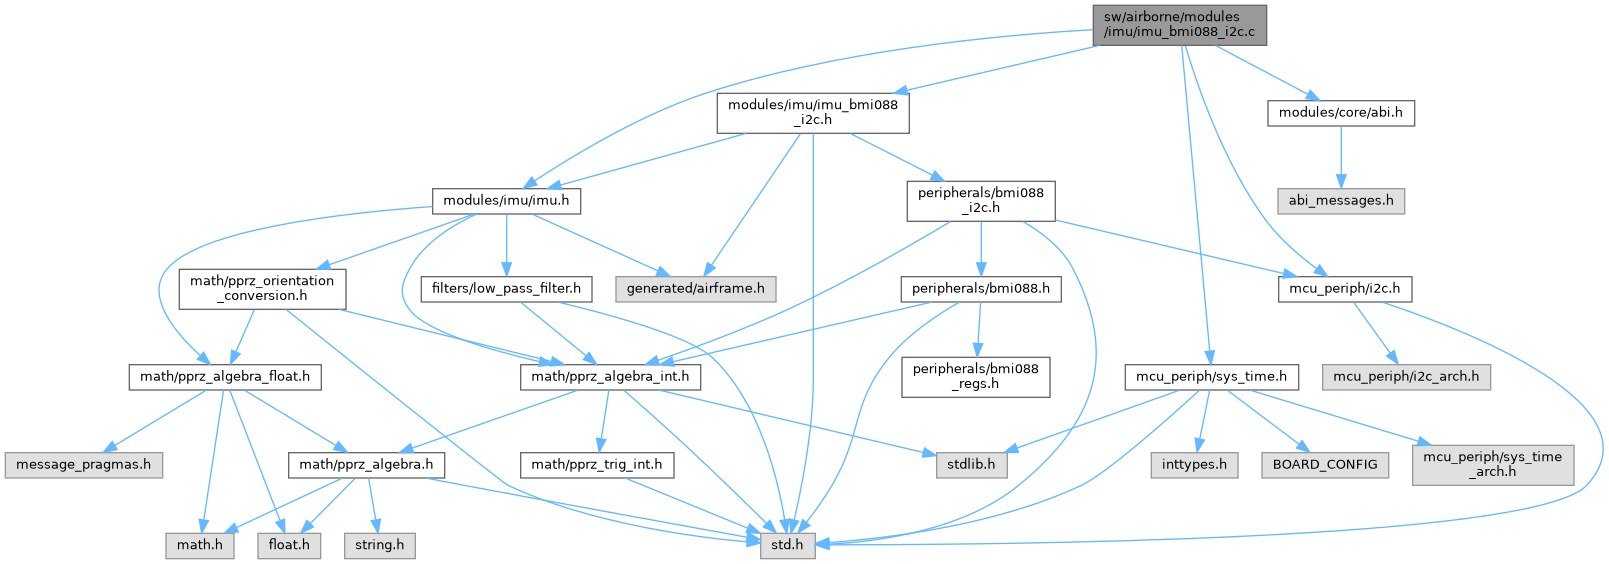 sw/airborne/modules
/imu/imu_bmi088_i2c.c
modules/imu/imu_bmi088
_i2c.h
modules/core/abi.h
modules/imu/imu.h
peripherals/bmi088
_i2c.h
abi_messages.h
math/pprz_orientation
_conversion.h
filters/low_pass_filter.h
generated/airframe.h
peripherals/bmi088.h
mcu_periph/i2c.h
math/pprz_algebra_float.h
math/pprz_algebra_int.h
peripherals/bmi088
_regs.h
mcu_periph/sys_time.h
mcu_periph/i2c_arch.h
message_pragmas.h
math/pprz_algebra.h
math/pprz_trig_int.h
stdlib.h
inttypes.h
BOARD_CONFIG
mcu_periph/sys_time
_arch.h
math.h
float.h
string.h
std.h